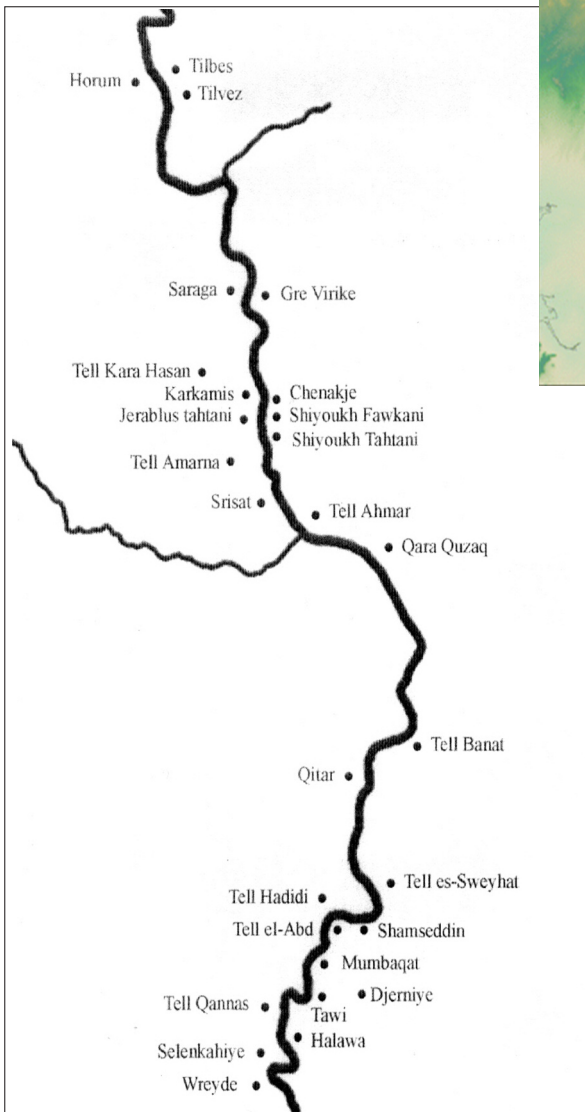 Tilbes
Horum
Tilvez
Saraga
Gre Virike
Tell Kara Hasan
Karkamis
Chenakje
Jerablus tahtani
Shiyoukh Fawkani
Shiyoukh Tahtani
Tell Amarna
Srisat
Tell Ahmar
Qara Quzaq
Tell Banat
Qitar
Tell es-Sweyhat
Tell Hadidi
Tell el-Abd
Shamseddin
Mumbaqat
Djerniye
Tell Qannas
Tawi
Halawa
Selenkahiye
Wreyde